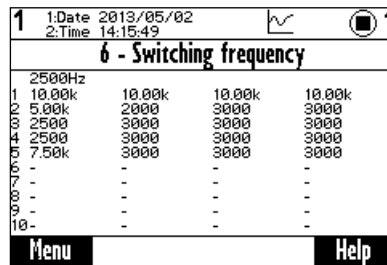 1 1:Date 2013/05/02
2:Time 14:15:49
6 - Switching frequency
2500Hz
1 10.00k 10.00k 10.00k 10.00k
2 5.00k 2000 3000 3000
3 2500 3000 3000 3000
4 2500 3000 3000 3000
5 7.50k 3000 3000 3000
6 - - - -
7 - - - -
8 - - - -
9 - - - -
10- - - -
Menu Help